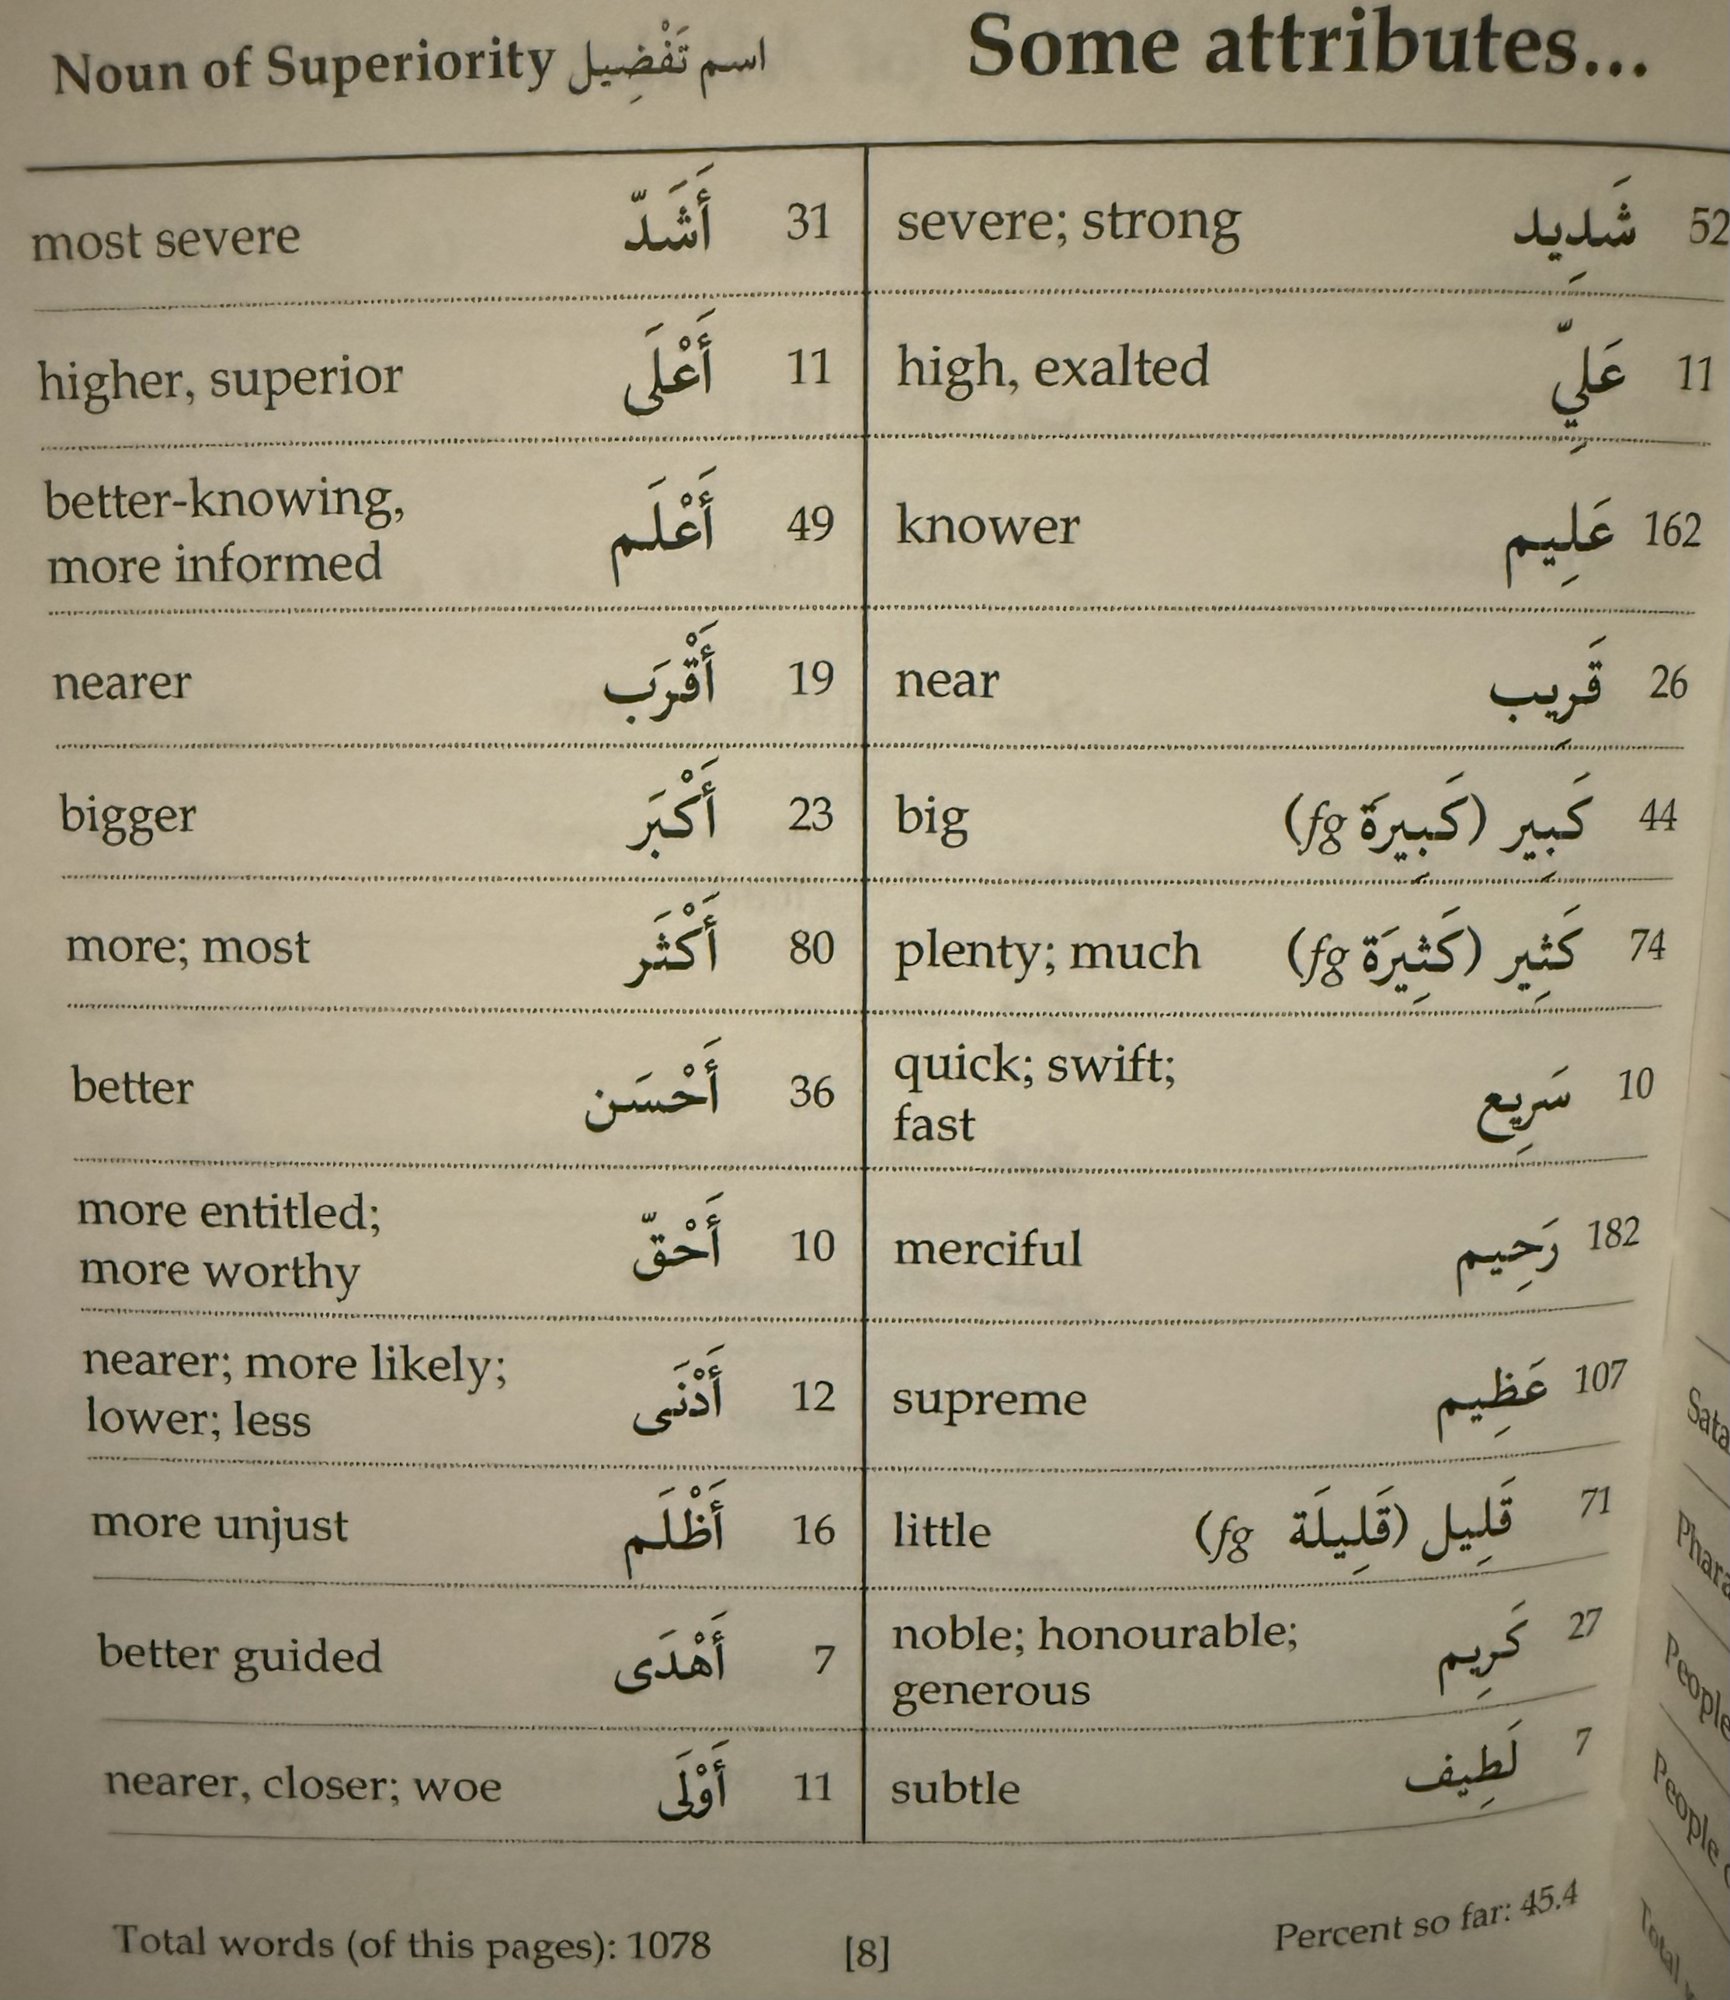 Noun of Superiority اسم تَفْضِيل
Some attributes...
most severe أَشَدّ 31
severe; strong شَدِيد 52
higher, superior أَعْلَى 11
high, exalted عَلِيّ 11
better-knowing,
more informed أَعْلَم 49
knower عَلِيم 162
nearer أَقْرَب 19
near قَرِيب 26
bigger أَكْبَر 23
big كَبِير (كَبِيرَة fg) 44
more; most أَكْثَر 80
plenty; much كَثِير (كَثِيرَة fg) 74
better أَحْسَن 36
quick; swift;
fast سَرِيع 10
more entitled;
more worthy أَحْقّ 10
merciful رَحِيم 182
nearer; more likely;
lower; less أَدْنَى 12
supreme عَظِيم 107
more unjust أَظْلَم 16
little قَلِيل (قَلِيلَة fg) 71
better guided أَهْدَى 7
noble; honourable;
generous كَرِيم 27
nearer, closer; woe أَوْلَى 11
subtle لَطِيف 7
Total words (of this pages): 1078
[8]
Percent so far: 45.4
People
People